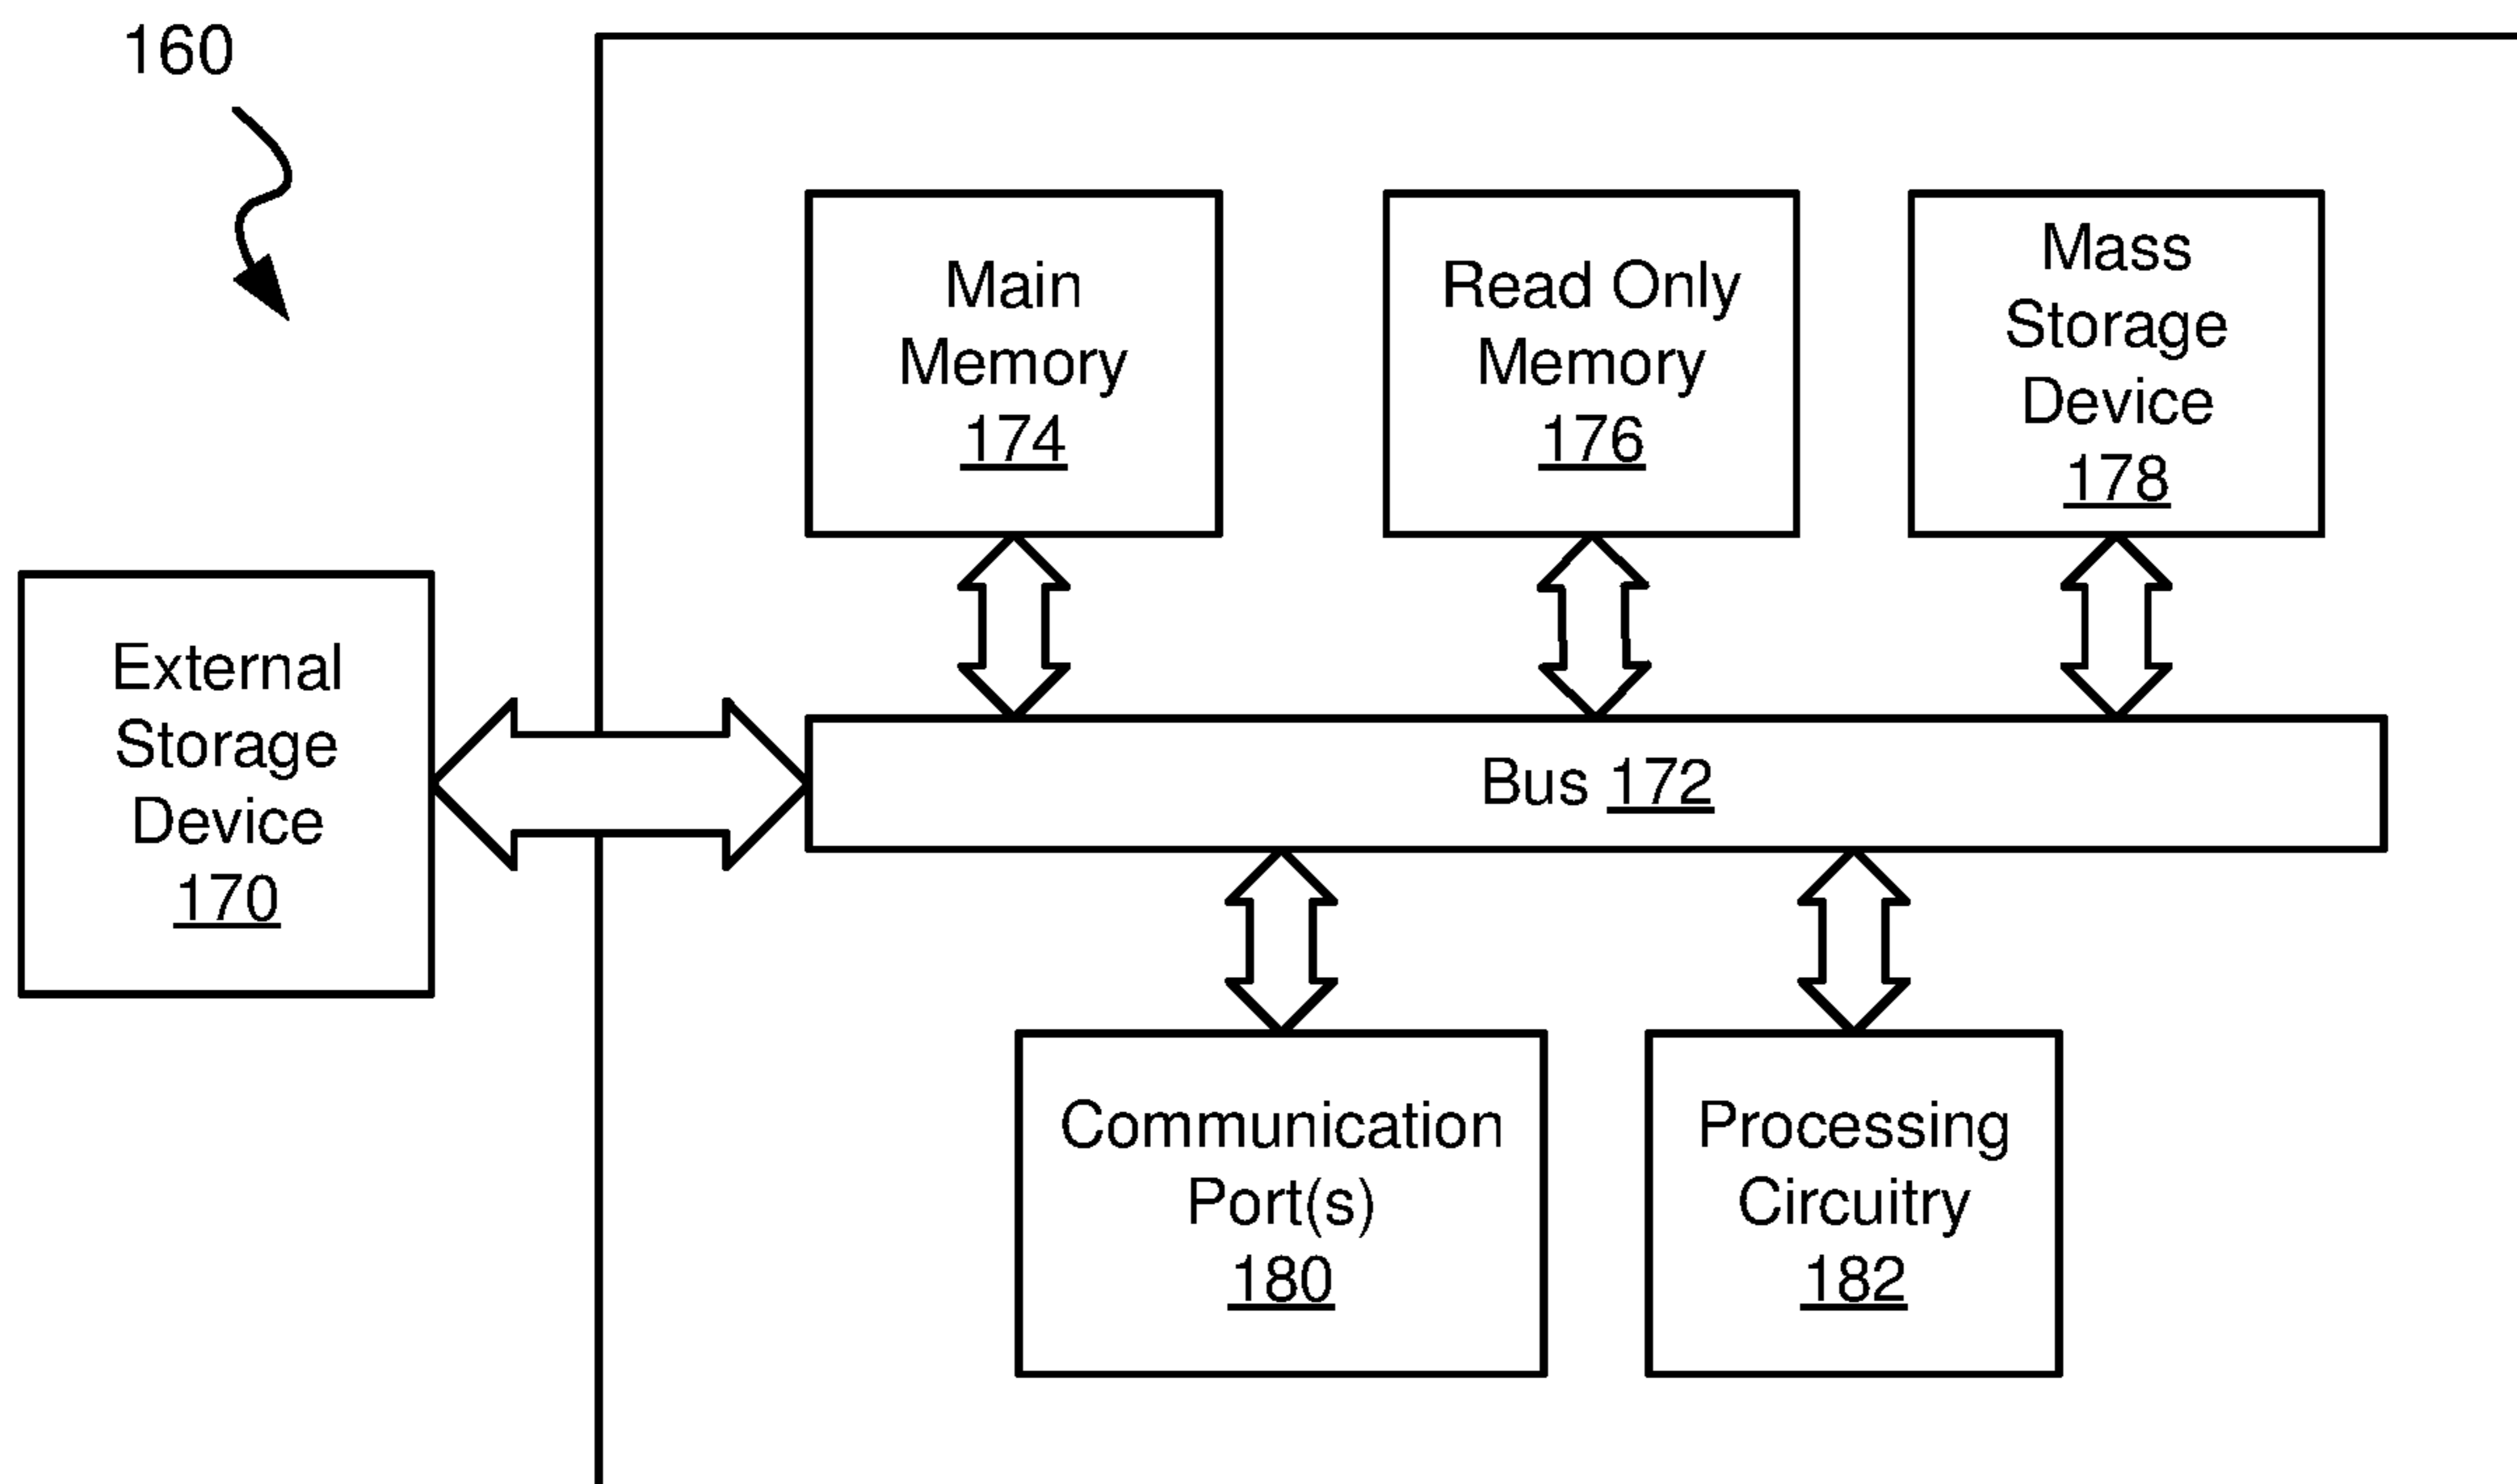 160
Main
Memory
174
Read Only
Memory
176
Mass
Storage
Device
178
External
Storage
Device
170
Bus 172
Communication
Port(s)
180
Processing
Circuitry
182